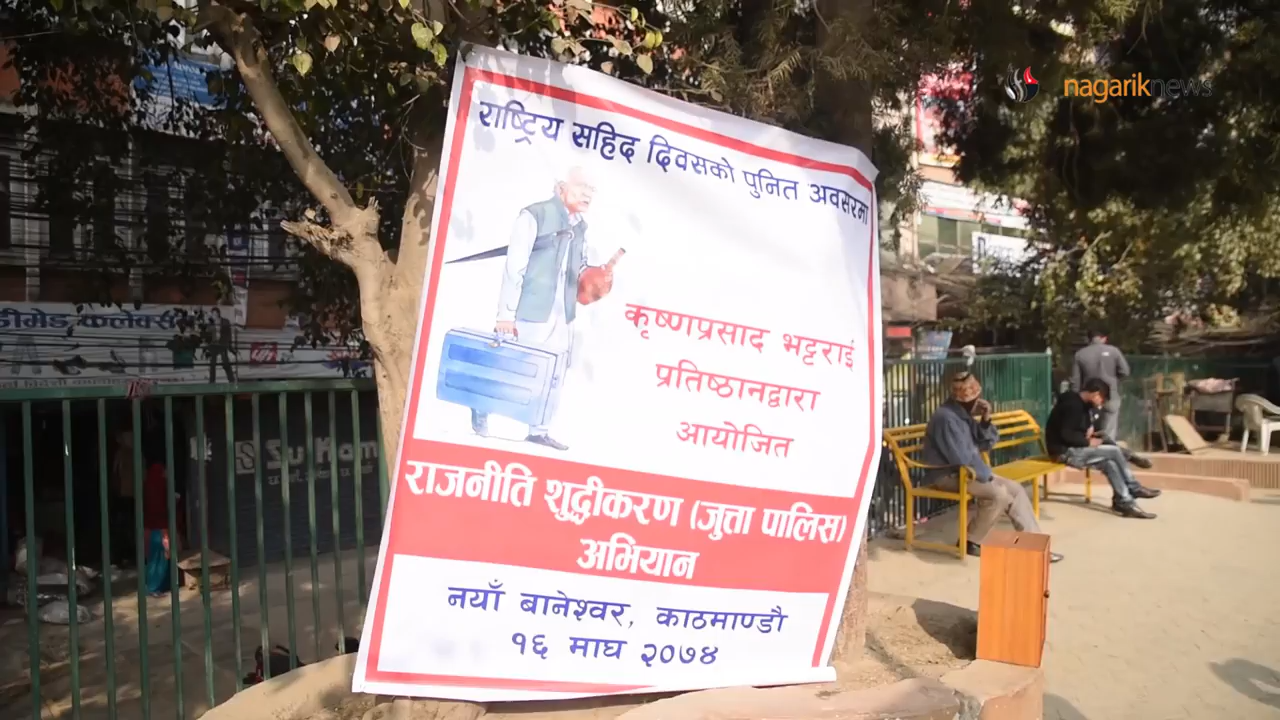 nagariknews
राष्ट्रिय सहिद दिवसको पुनित अवसरमा
कृष्णप्रसाद भट्टराई
प्रतिष्ठानद्वारा
आयोजित
राजनीति शुद्धीकरण (जुत्ता पालिस)
अभियान
नयाँ बानेश्वर, काठमाण्डौ
१६ माघ २०७४